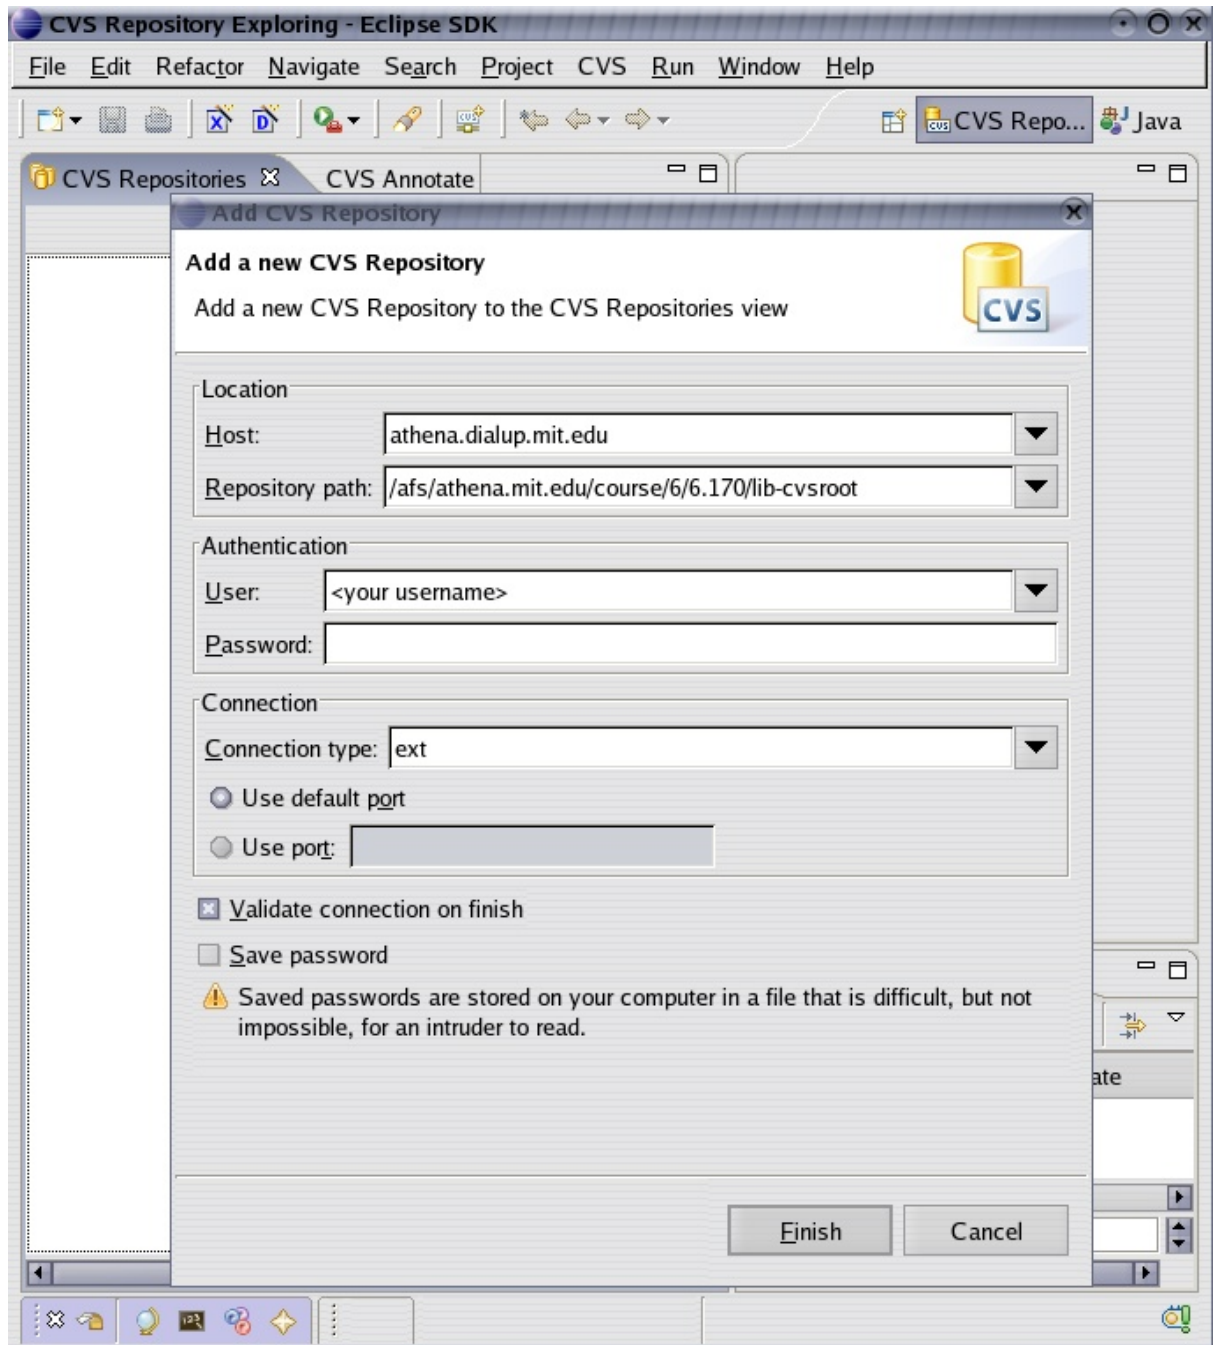 CVS Repository Exploring - Eclipse SDK
File Edit Refactor Navigate Search Project CVS Run Window Help
CVS Repo... Java
CVS Repositories CVS Annotate
Add CVS Repository
Add a new CVS Repository
Add a new CVS Repository to the CVS Repositories view
CVS
Location
Host: athena.dialup.mit.edu
Repository path: /afs/athena.mit.edu/course/6/6.170/lib-cvsroot
Authentication
User: <your username>
Password:
Connection
Connection type: ext
Use default port
Use port:
Validate connection on finish
Save password
Saved passwords are stored on your computer in a file that is difficult, but not
impossible, for an intruder to read.
ate
Finish Cancel